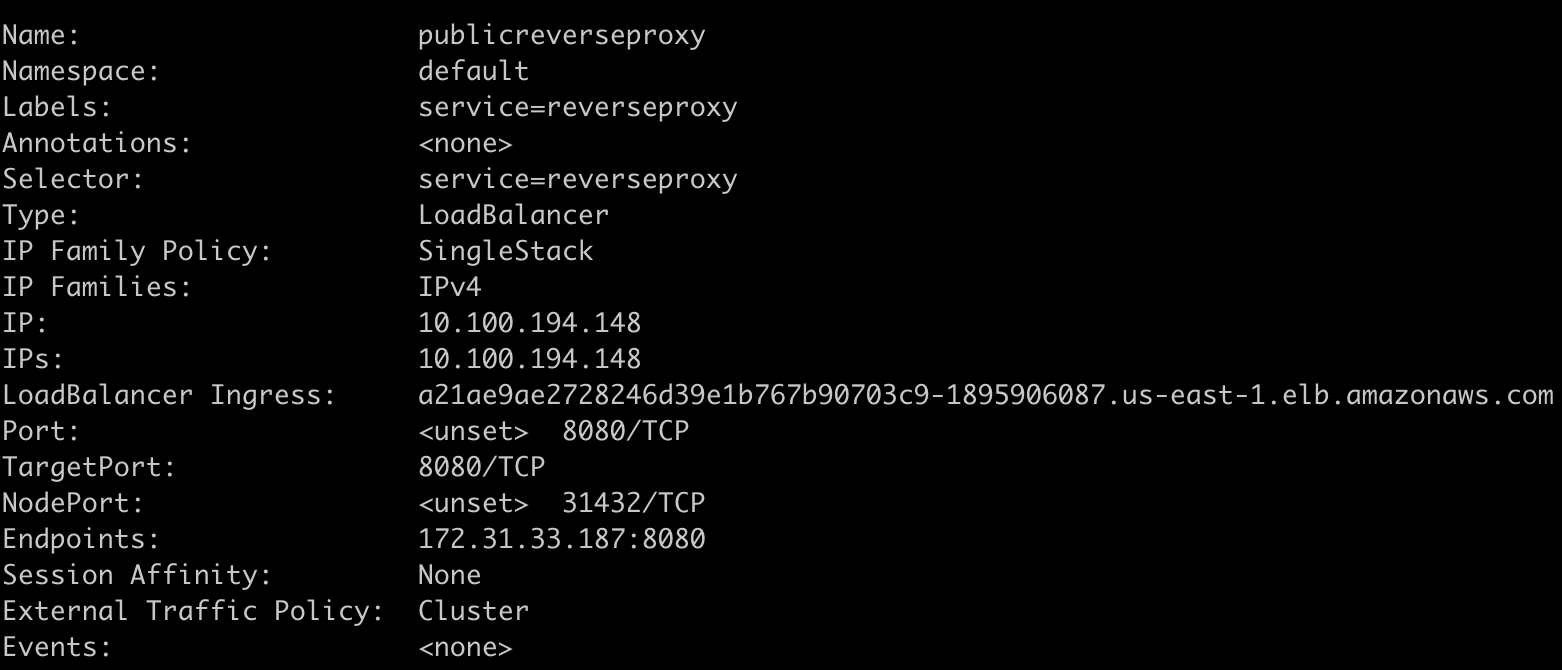 Name: publicreverseproxy
Namespace: default
Labels: service=reverseproxy
Annotations: <none>
Selector: service=reverseproxy
Type: LoadBalancer
IP Family Policy: SingleStack
IP Families: IPv4
IP: 10.100.194.148
IPs: 10.100.194.148
LoadBalancer Ingress: a21ae9ae2728246d39e1b767b90703c9-1895906087.us-east-1.elb.amazonaws.com
Port: <unset> 8080/TCP
TargetPort: 8080/TCP
NodePort: <unset> 31432/TCP
Endpoints: 172.31.33.187:8080
Session Affinity: None
External Traffic Policy: Cluster
Events: <none>